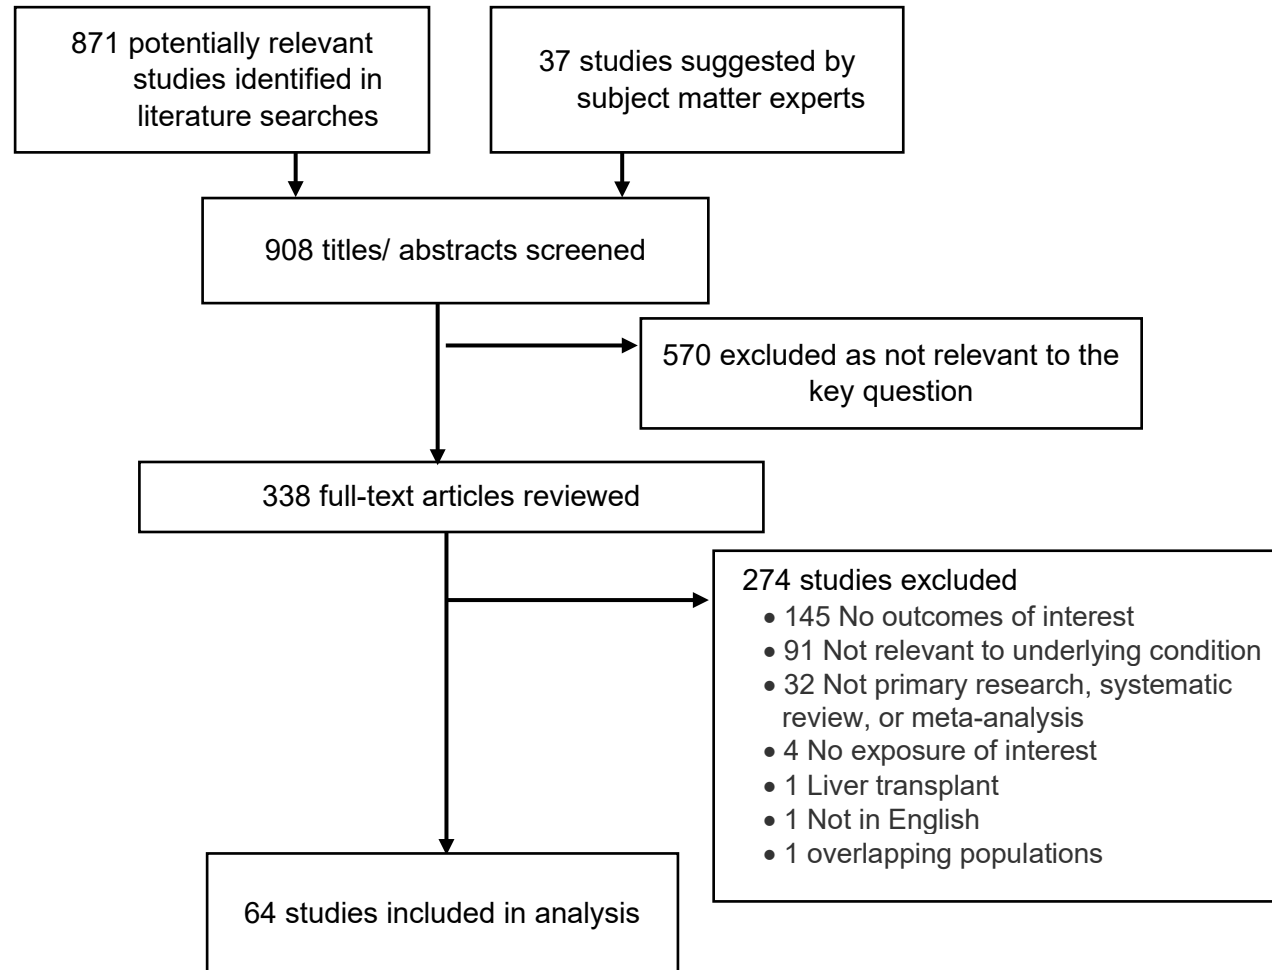 871 potentially relevant
studies identified in
literature searches
37 studies suggested by
subject matter experts
908 titles/ abstracts screened
570 excluded as not relevant to the
key question
338 full-text articles reviewed
274 studies excluded
• 145 No outcomes of interest
• 91 Not relevant to underlying condition
• 32 Not primary research, systematic
review, or meta-analysis
• 4 No exposure of interest
• 1 Liver transplant
• 1 Not in English
• 1 overlapping populations
64 studies included in analysis